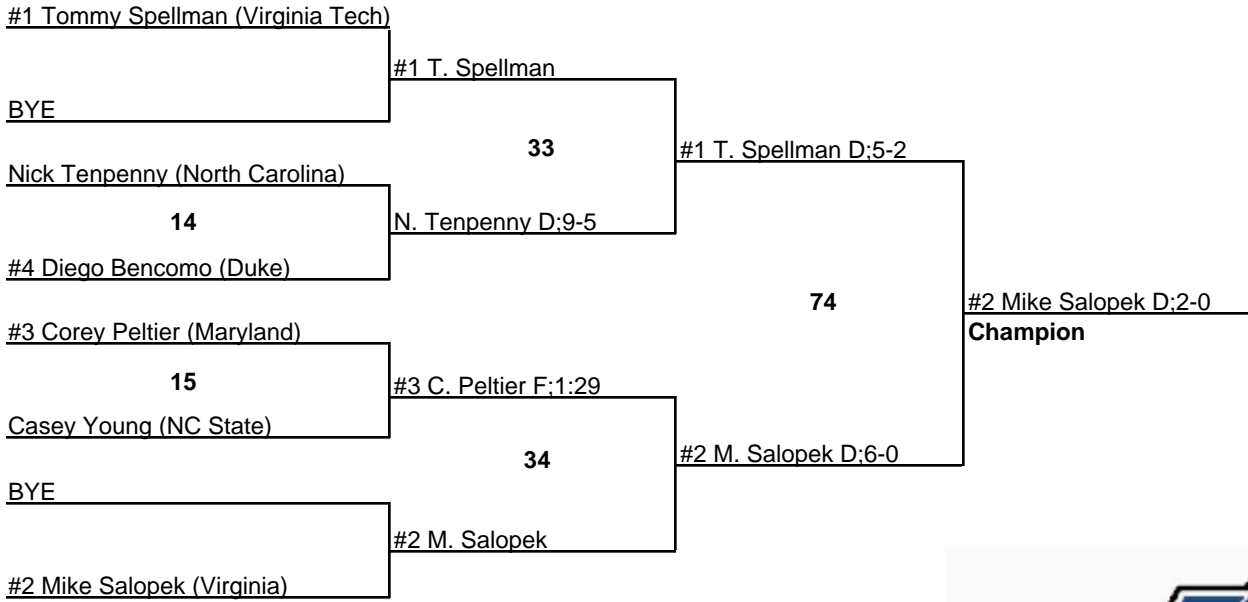 #1 Tommy Spellman (Virginia Tech)
#1 T. Spellman
BYE
33
#1 T. Spellman D;5-2
Nick Tenpenny (North Carolina)
14
N. Tenpenny D;9-5
#4 Diego Bencomo (Duke)
74
#2 Mike Salopek D;2-0
Champion
#3 Corey Peltier (Maryland)
15
#3 C. Peltier F;1:29
Casey Young (NC State)
34
#2 M. Salopek D;6-0
BYE
#2 M. Salopek
#2 Mike Salopek (Virginia)